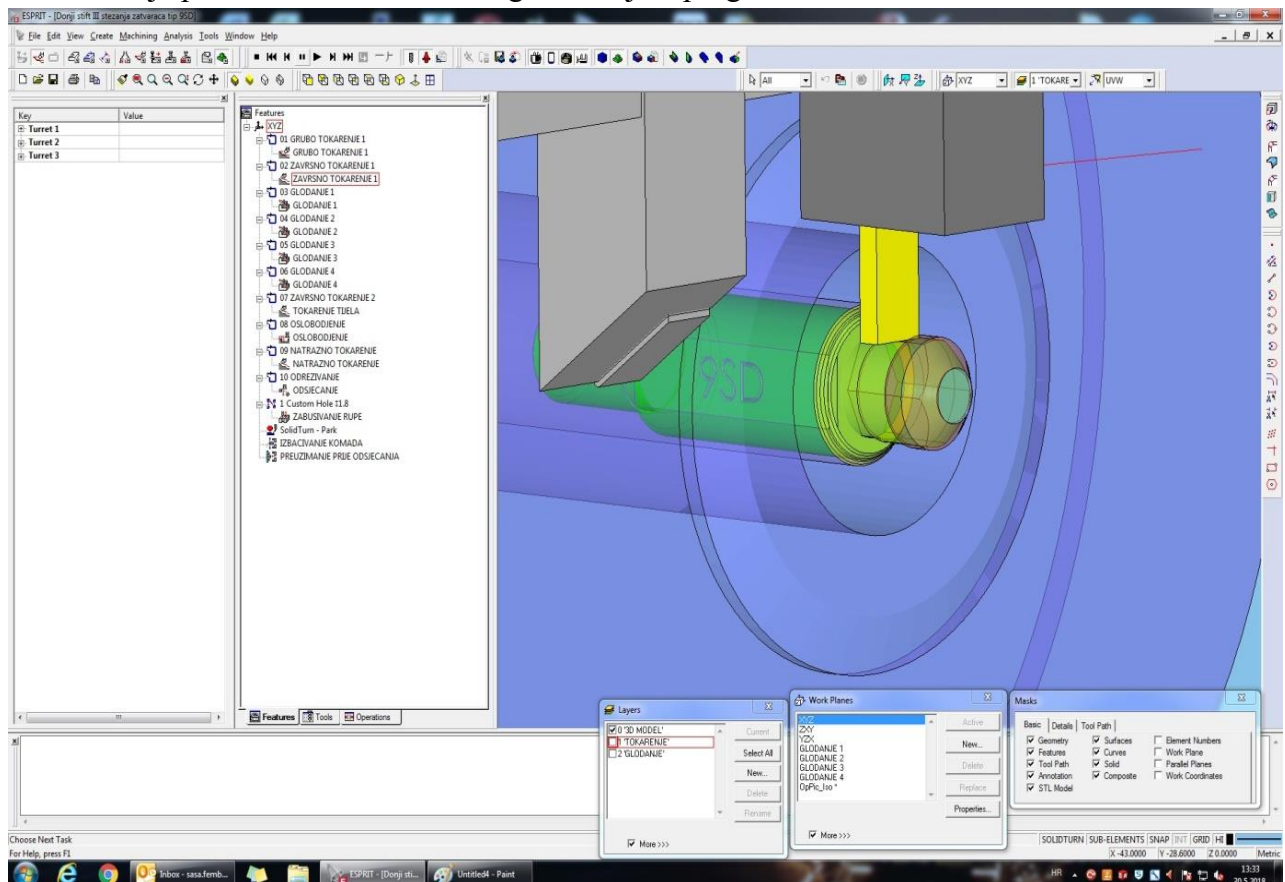 ESPRIT - [Donji stift III stezanja zatvaraca tip 9SD]
File Edit View Create Machining Analysis Tools Window Help
All
XYZ
1 'TOKARE
UVW
Key Value
Turret 1
Turret 2
Turret 3
Features
XYZ
01 GRUBO TOKARENJE 1
GRUBO TOKARENJE 1
02 ZAVRSNO TOKARENJE 1
ZAVRSNO TOKARENJE 1
03 GLODANJE 1
GLODANJE 1
04 GLODANJE 2
GLODANJE 2
05 GLODANJE 3
GLODANJE 3
06 GLODANJE 4
GLODANJE 4
07 ZAVRSNO TOKARENJE 2
TOKARENJE TIJELA
08 OSLOBODJENJE
OSLOBODJENJE
09 NATRAZNO TOKARENJE
NATRAZNO TOKARENJE
10 ODREZIVANJE
ODSJECANJE
ZABUSIVANJE RUPE
SolidTurn - Park
IZBACIVANJE KOMADA
PREUZIMANJE PRIJE ODSJECANJA
Features Tools Operations
9SD
Layers
0 '3D MODEL'
1 'TOKARENJE'
2 'GLODANJE'
Current
Select All
New...
Delete
Rename
More >>>
Work Planes
XYZ
ZXY
YZX
GLODANJE 1
GLODANJE 2
GLODANJE 3
GLODANJE 4
OpPic_Iso *
Active
New...
Delete
Replace
Properties...
More >>>
Masks
Basic Details Tool Path
Geometry Surfaces Element Numbers
Features Curves Work Plane
Tool Path Solid Parallel Planes
Annotation Composite Work Coordinates
STL Model
Choose Next Task
For Help, press F1
SOLIDTURN SUB-ELEMENTS SNAP INT GRID HI
X -43.0000 Y -28.6000 Z 0.0000 Metric
Inbox - sasa.femb...
ESPRIT - [Donji sti...
Untitled4 - Paint
HR
13:33
20.5.2018